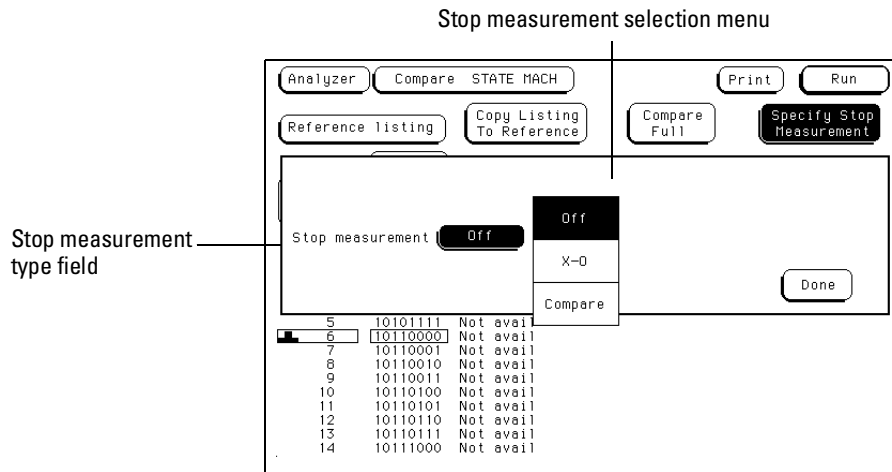 Stop measurement selection menu
Analyzer Compare STATE MACH Print Run
Reference listing Copy Listing To Reference Compare Full Specify Stop Measurement
Stop measurement type field
Stop measurement Off
Off
X-O
Compare
Done
5 10101111 Not avail
6 10110000 Not avail
7 10110001 Not avail
8 10110010 Not avail
9 10110011 Not avail
10 10110100 Not avail
11 10110101 Not avail
12 10110110 Not avail
13 10110111 Not avail
14 10111000 Not avail